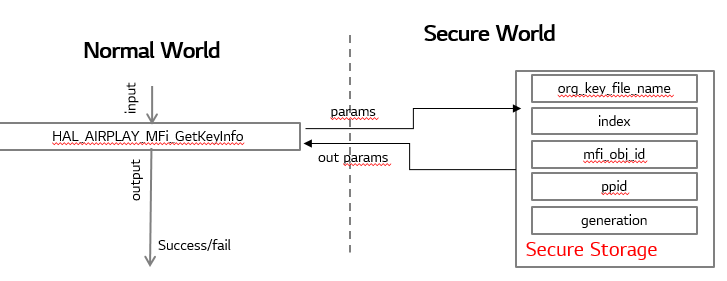 Normal World
Secure World
input
params
HAL_AIRPLAY_MFi_GetKeyInfo
out params
output
Success/fail
org_key_file_name
index
mfi_obj_id
ppid
generation
Secure Storage